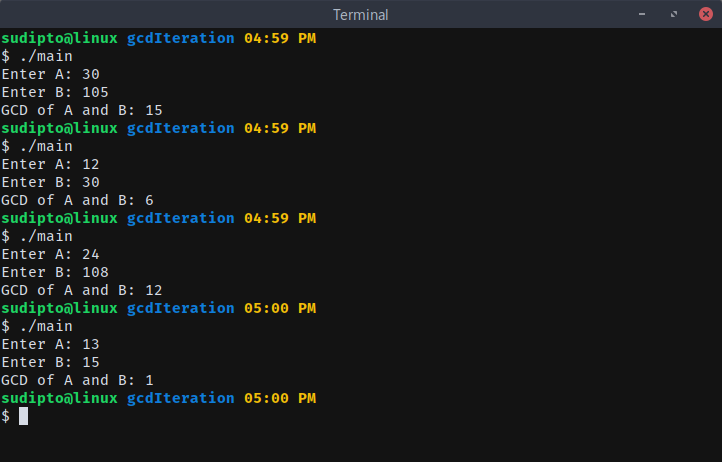 Terminal
sudipto@linux gcdIteration 04:59 PM
$ ./main
Enter A: 30
Enter B: 105
GCD of A and B: 15
sudipto@linux gcdIteration 04:59 PM
$ ./main
Enter A: 12
Enter B: 30
GCD of A and B: 6
sudipto@linux gcdIteration 04:59 PM
$ ./main
Enter A: 24
Enter B: 108
GCD of A and B: 12
sudipto@linux gcdIteration 05:00 PM
$ ./main
Enter A: 13
Enter B: 15
GCD of A and B: 1
sudipto@linux gcdIteration 05:00 PM
$